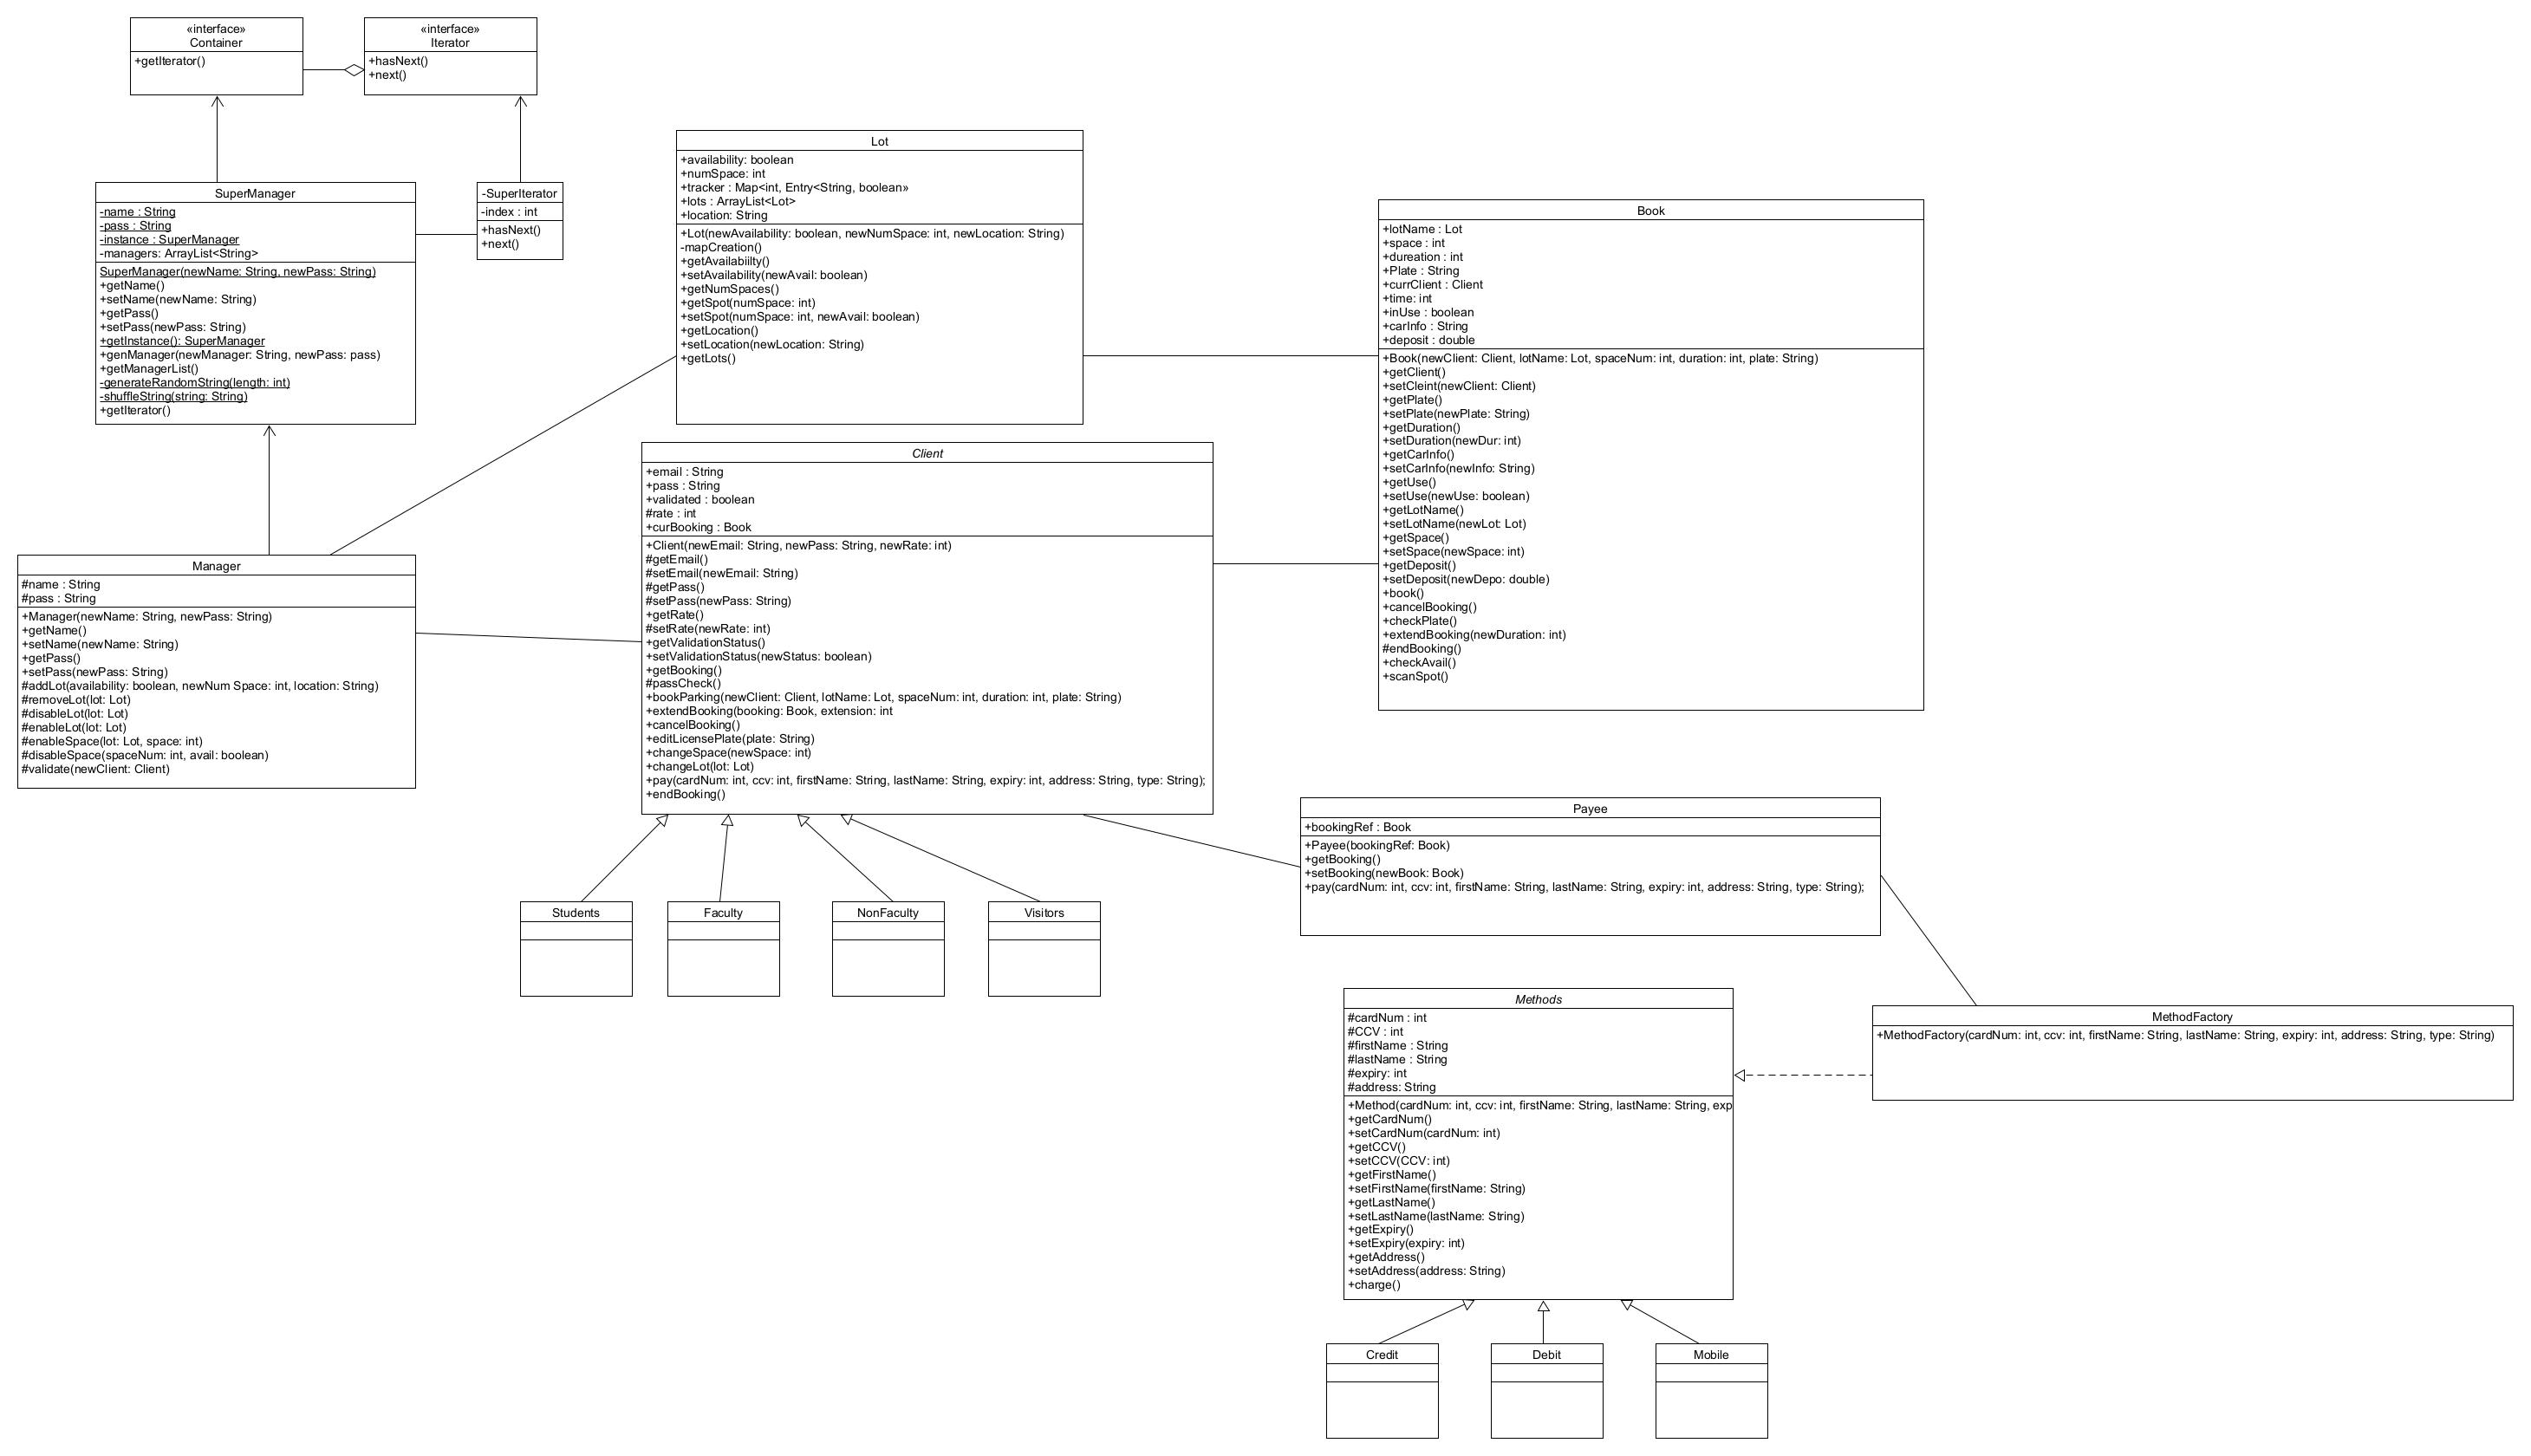 «interface»
Container
+getIterator()
«interface»
Iterator
+hasNext()
+next()
SuperManager
-name : String
-pass : String
-instance : SuperManager
-managers: ArrayList<String>
SuperManager(newName: String, newPass: String)
+getName()
+setName(newName: String)
+getPass()
+setPass(newPass: String)
+getInstance(): SuperManager
+genManager(newManager: String, newPass: pass)
+getManagerList()
-generateRandomString(length: int)
-shuffleString(string: String)
+getIterator()
-SuperIterator
-index : int
+hasNext()
+next()
Lot
+availability: boolean
+numSpace: int
+tracker : Map<int, Entry<String, boolean»
+lots : ArrayList<Lot>
+location: String
+Lot(newAvailability: boolean, newNumSpace: int, newLocation: String)
-mapCreation()
+getAvailabiilty()
+setAvailability(newAvail: boolean)
+getNumSpaces()
+getSpot(numSpace: int)
+setSpot(numSpace: int, newAvail: boolean)
+getLocation()
+setLocation(newLocation: String)
+getLots()
Book
+lotName : Lot
+space : int
+dureation : int
+Plate : String
+currClient : Client
+time: int
+inUse : boolean
+carInfo : String
+deposit : double
+Book(newClient: Client, lotName: Lot, spaceNum: int, duration: int, plate: String)
+getClient()
+setCleint(newClient: Client)
+getPlate()
+setPlate(newPlate: String)
+getDuration()
+setDuration(newDur: int)
+getCarInfo()
+setCarInfo(newInfo: String)
+getUse()
+setUse(newUse: boolean)
+getLotName()
+setLotName(newLot: Lot)
+getSpace()
+setSpace(newSpace: int)
+getDeposit()
+setDeposit(newDepo: double)
+book()
+cancelBooking()
+checkPlate()
+extendBooking(newDuration: int)
#endBooking()
+checkAvail()
+scanSpot()
Client
+email : String
+pass : String
+validated : boolean
#rate : int
+curBooking : Book
+Client(newEmail: String, newPass: String, newRate: int)
#getEmail()
#setEmail(newEmail: String)
#getPass()
#setPass(newPass: String)
+getRate()
#setRate(newRate: int)
+getValidationStatus()
+setValidationStatus(newStatus: boolean)
+getBooking()
#passCheck()
+bookParking(newClient: Client, lotName: Lot, spaceNum: int, duration: int, plate: String)
+extendBooking(booking: Book, extension: int
+cancelBooking()
+editLicensePlate(plate: String)
+changeSpace(newSpace: int)
+changeLot(lot: Lot)
+pay(cardNum: int, ccv: int, firstName: String, lastName: String, expiry: int, address: String, type: String);
+endBooking()
Manager
#name : String
#pass : String
+Manager(newName: String, newPass: String)
+getName()
+setName(newName: String)
+getPass()
+setPass(newPass: String)
#addLot(availability: boolean, newNum Space: int, location: String)
#removeLot(lot: Lot)
#disableLot(lot: Lot)
#enableLot(lot: Lot)
#enableSpace(lot: Lot, space: int)
#disableSpace(spaceNum: int, avail: boolean)
#validate(newClient: Client)
Students
Faculty
NonFaculty
Visitors
Payee
+bookingRef : Book
+Payee(bookingRef: Book)
+getBooking()
+setBooking(newBook: Book)
+pay(cardNum: int, ccv: int, firstName: String, lastName: String, expiry: int, address: String, type: String);
Methods
#cardNum : int
#CCV : int
#firstName : String
#lastName : String
#expiry: int
#address: String
+Method(cardNum: int, ccv: int, firstName: String, lastName: String, exp
+getCardNum()
+setCardNum(cardNum: int)
+getCCV()
+setCCV(CCV: int)
+getFirstName()
+setFirstName(firstName: String)
+getLastName()
+setLastName(lastName: String)
+getExpiry()
+setExpiry(expiry: int)
+getAddress()
+setAddress(address: String)
+charge()
MethodFactory
+MethodFactory(cardNum: int, ccv: int, firstName: String, lastName: String, expiry: int, address: String, type: String)
Credit
Debit
Mobile